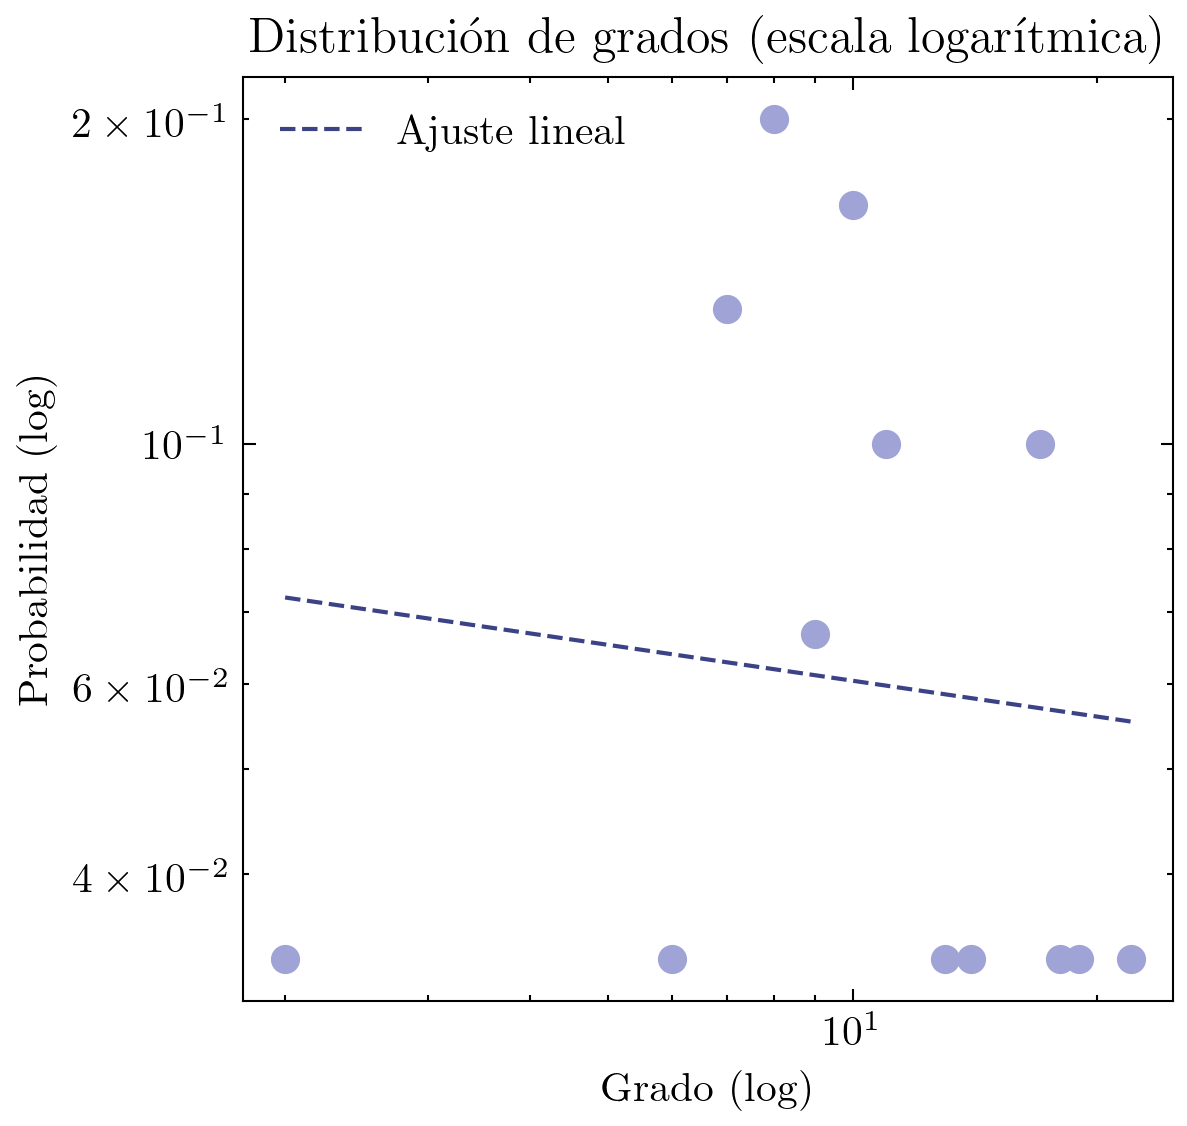 Distribución de grados (escala logarítmica)
2 × 10⁻¹
Ajuste lineal
10⁻¹
6 × 10⁻²
4 × 10⁻²
Probabilidad (log)
10¹
Grado (log)